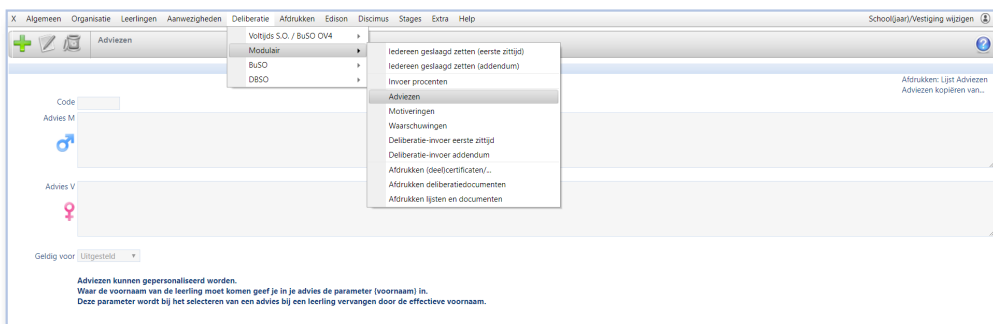 X Algemeen Organisatie Leerlingen Aanwezigheden Deliberatie Afdrukken Edison Discimus Stages Extra Help School(jaar)/Vestiging wijzigen
Adviezen
Voltijds S.O. / BuSO OV4
Modulair
BuSO
DBSO
Iedereen geslaagd zetten (eerste zittijd)
Iedereen geslaagd zetten (addendum)
Invoer procenten
Adviezen
Motiveringen
Waarschuwingen
Deliberatie-invoer eerste zittijd
Deliberatie-invoer addendum
Afdrukken (deel)certificaten/...
Afdrukken deliberatiedocumenten
Afdrukken lijsten en documenten
Afdrukken: Lijst Adviezen
Adviezen kopiëren van...
Code
Advies M
Advies V
Geldig voor Uitgesteld
Adviezen kunnen gepersonaliseerd worden.
Waar de voornaam van de leerling moet komen geef je in je advies de parameter {voornaam} in.
Deze parameter wordt bij het selecteren van een advies bij een leerling vervangen door de effectieve voornaam.